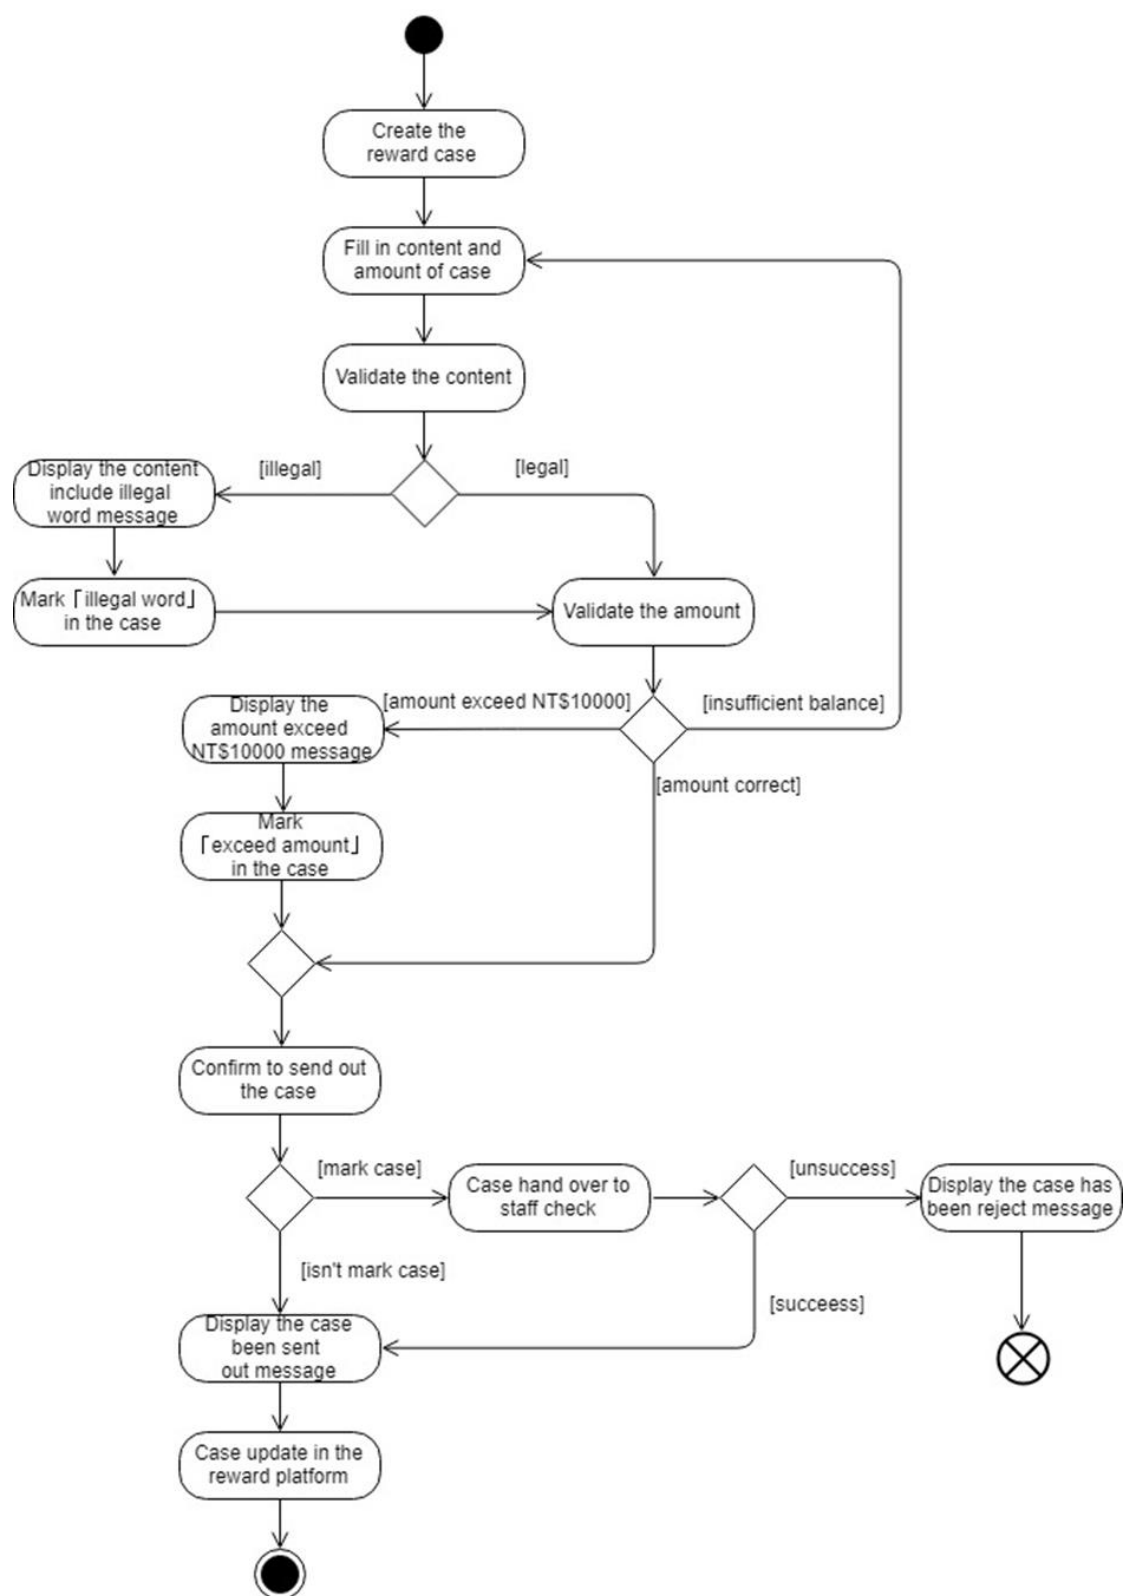 Create the
reward case
Fill in content and
amount of case
Validate the content
[illegal]
[legal]
Display the content
include illegal
word message
Mark「illegal word」
in the case
Validate the amount
[amount exceed NT$10000]
[insufficient balance]
Display the
amount exceed
NT$10000 message
[amount correct]
Mark
「exceed amount」
in the case
Confirm to send out
the case
[mark case]
Case hand over to
staff check
[unsuccess]
Display the case has
been reject message
[isn't mark case]
[succeess]
Display the case
been sent
out message
Case update in the
reward platform